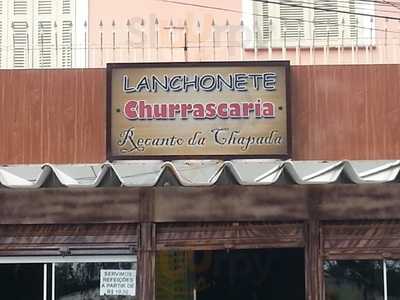 LANCHONETE
Churrascaria
Recanto da Chapada
SERVIMOS
REFEIÇÕES
A PARTIR DE